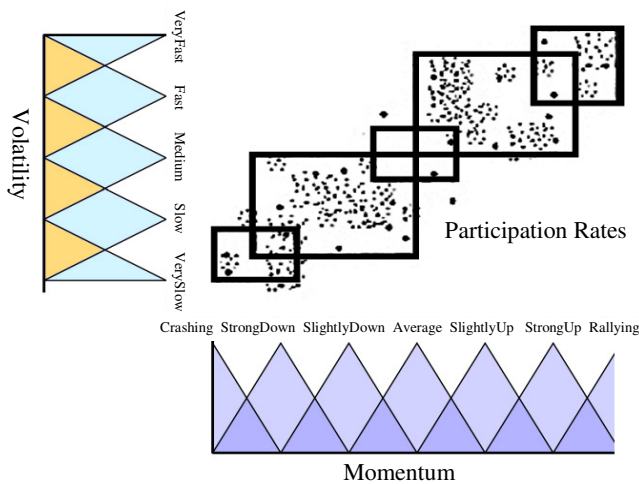 Volatility
VeryFast
Fast
Medium
Slow
VerySlow
Participation Rates
Crashing StrongDown SlightlyDown Average SlightlyUp StrongUp Rallying
Momentum